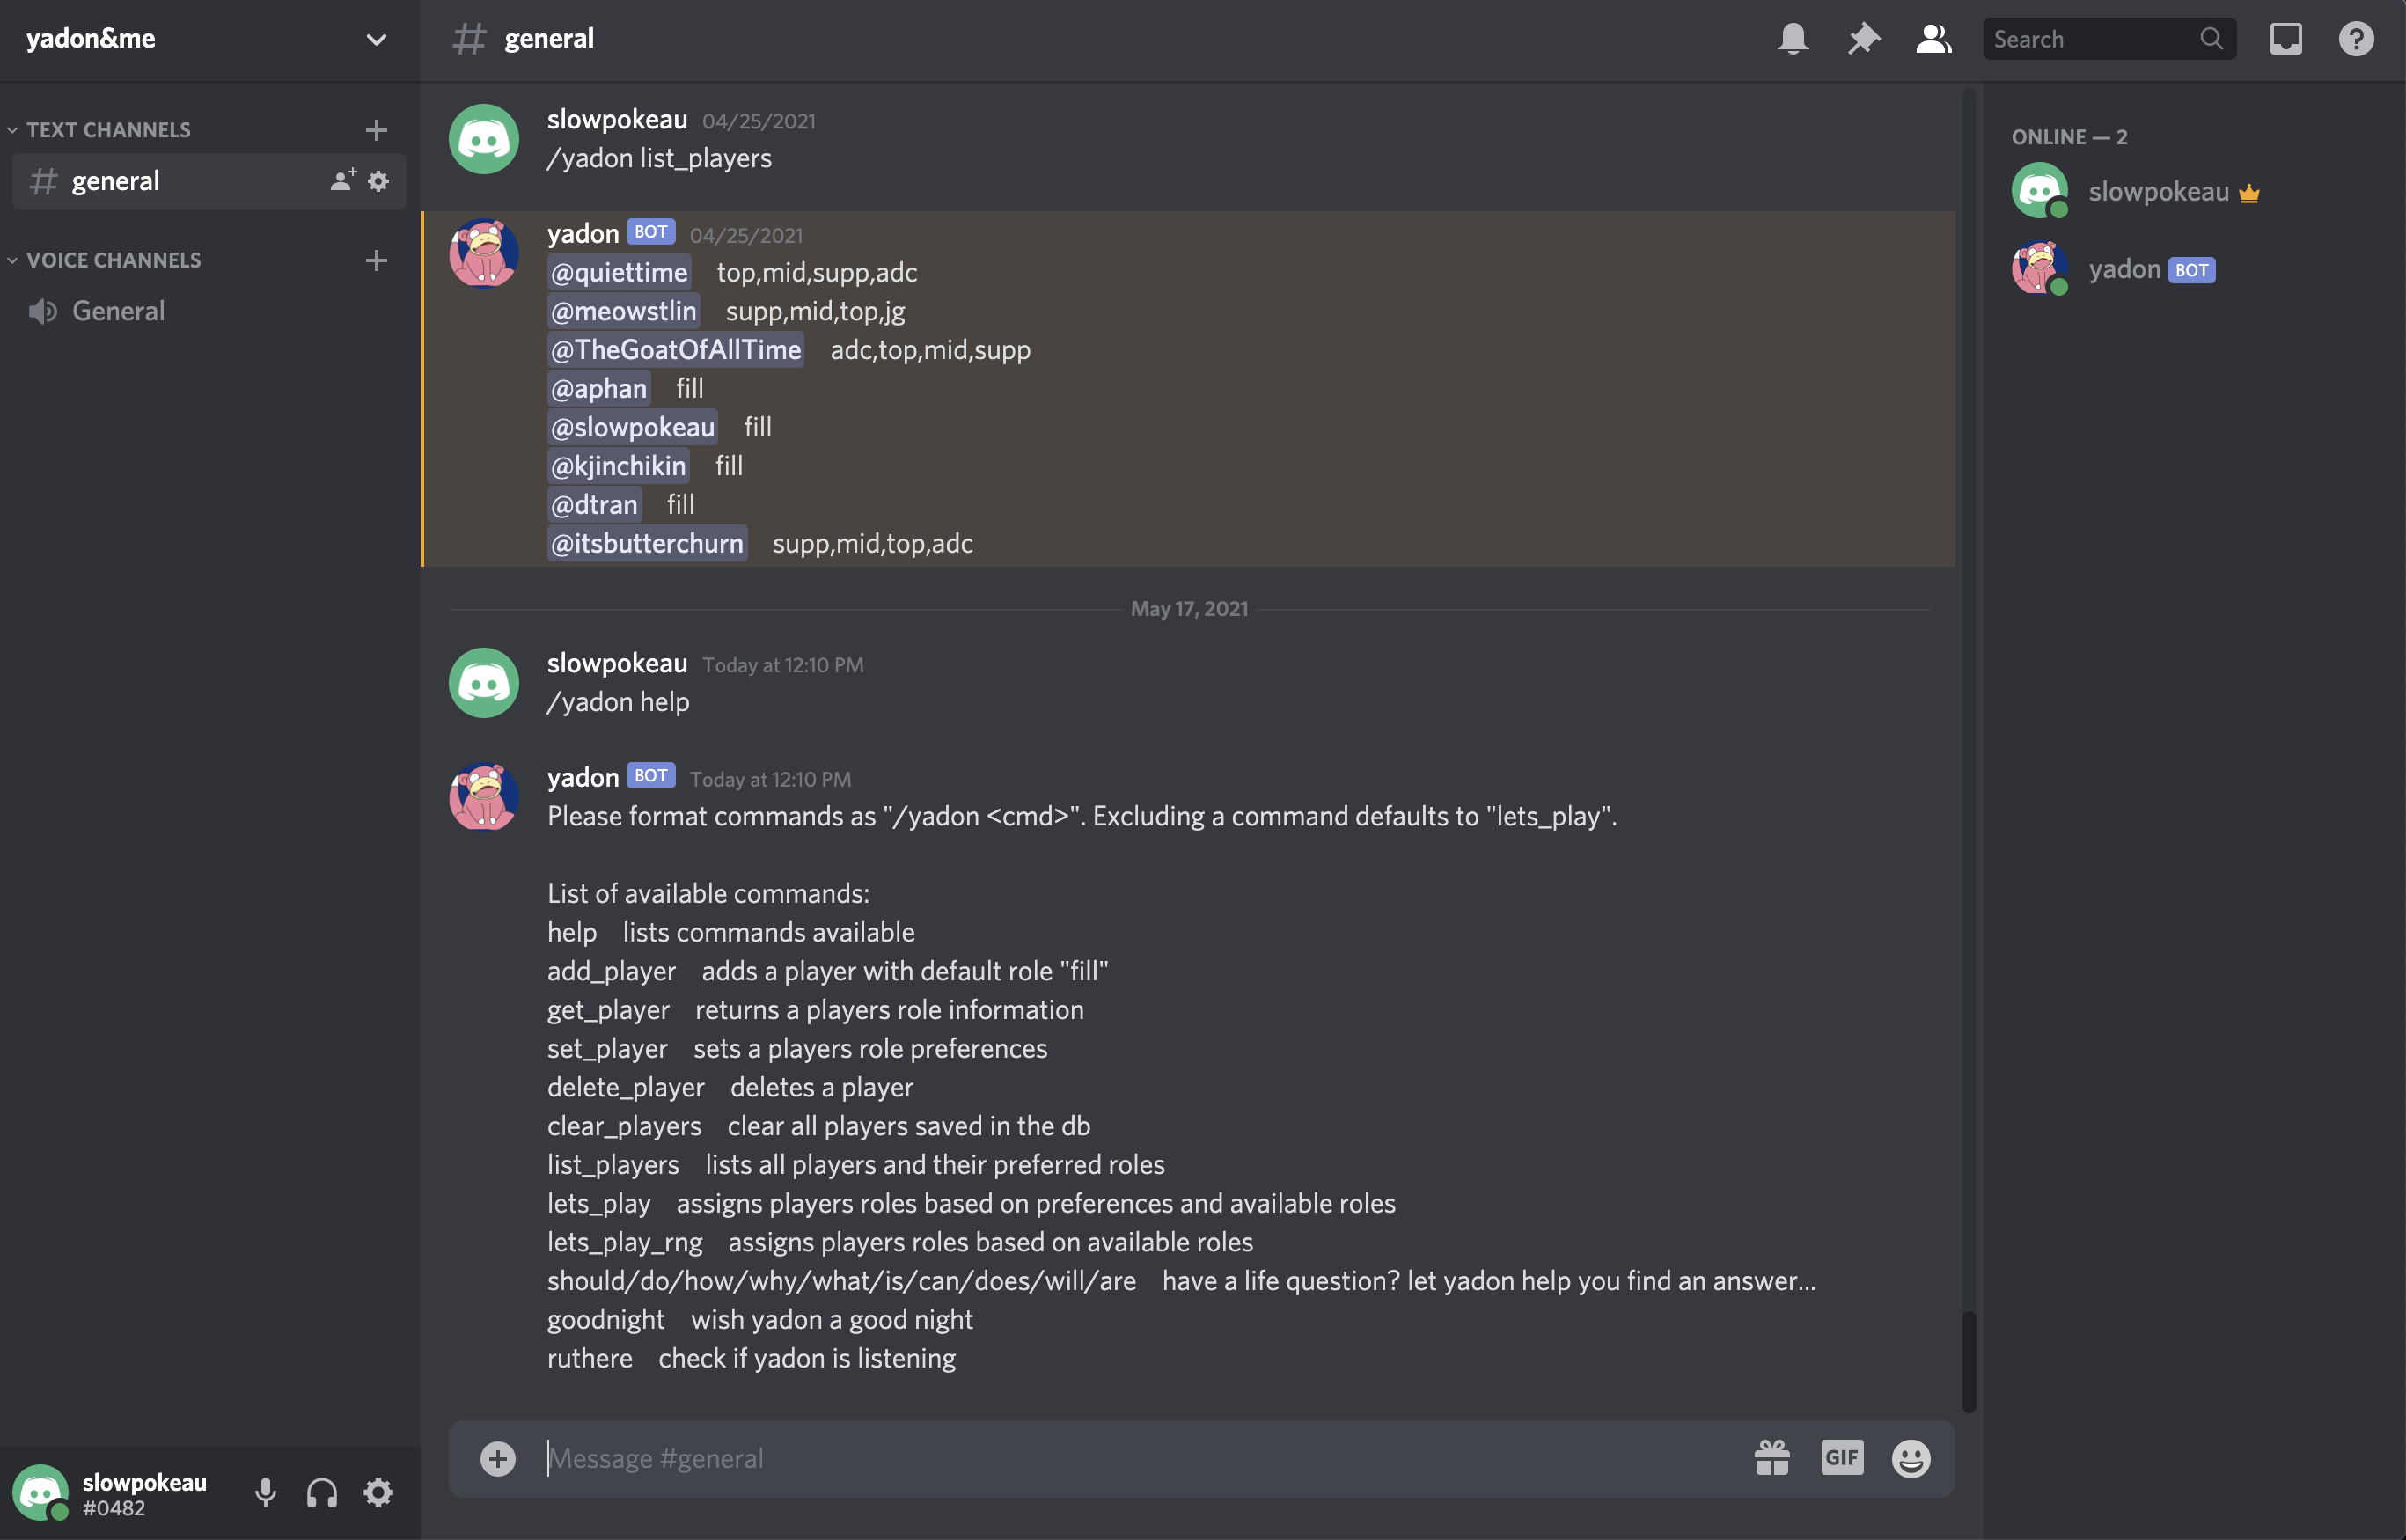 yadon&me
TEXT CHANNELS
general
VOICE CHANNELS
General
slowpokeau
#0482
general
Search
slowpokeau 04/25/2021
/yadon list_players
yadon BOT 04/25/2021
@quiettime top,mid,supp,adc
@meowstlin supp,mid,top,jg
@TheGoatOfAllTime adc,top,mid,supp
@aphan fill
@slowpokeau fill
@kjinchikin fill
@dtran fill
@itsbutterchurn supp,mid,top,adc
May 17, 2021
slowpokeau Today at 12:10 PM
/yadon help
yadon BOT Today at 12:10 PM
Please format commands as "/yadon <cmd>". Excluding a command defaults to "lets_play".
List of available commands:
help lists commands available
add_player adds a player with default role "fill"
get_player returns a players role information
set_player sets a players role preferences
delete_player deletes a player
clear_players clear all players saved in the db
list_players lists all players and their preferred roles
lets_play assigns players roles based on preferences and available roles
lets_play_rng assigns players roles based on available roles
should/do/how/why/what/is/can/does/will/are have a life question? let yadon help you find an answer...
goodnight wish yadon a good night
ruthere check if yadon is listening
Message #general
GIF
ONLINE — 2
slowpokeau
yadon BOT